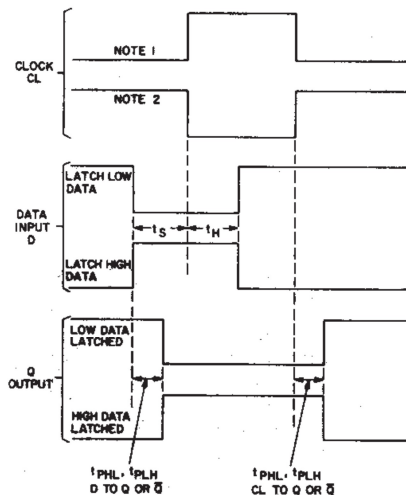 NOTE 1
CLOCK
CL
NOTE 2
LATCH LOW
DATA
DATA
INPUT
D
tS
tH
LATCH HIGH
DATA
LOW DATA
LATCHED
Q
OUTPUT
HIGH DATA
LATCHED
tPHL, tPLH
D TO Q OR Q̅
tPHL, tPLH
CL TO Q OR Q̅